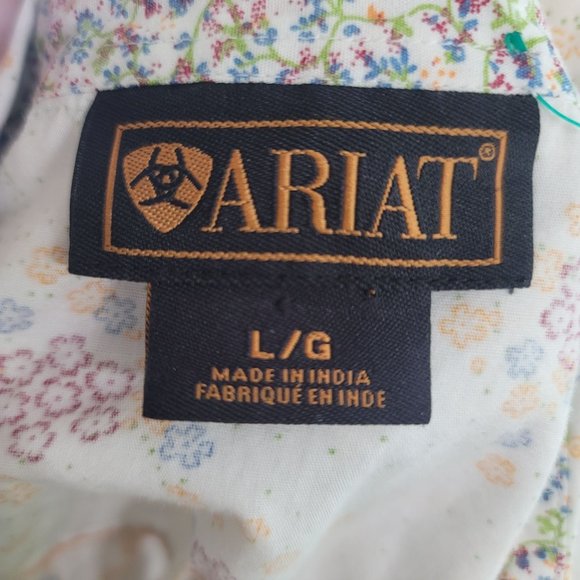 ARIAT®
L/G
MADE IN INDIA
FABRIQUÉ EN INDE